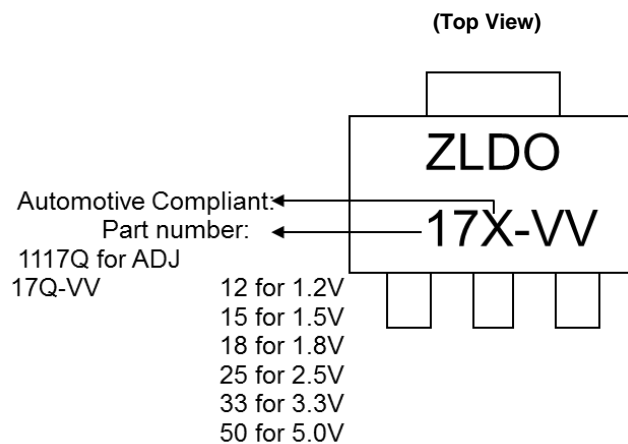 (Top View)
ZLDO
Automotive Compliant:
17X-VV
Part number:
1117Q for ADJ
17Q-VV
12 for 1.2V
15 for 1.5V
18 for 1.8V
25 for 2.5V
33 for 3.3V
50 for 5.0V